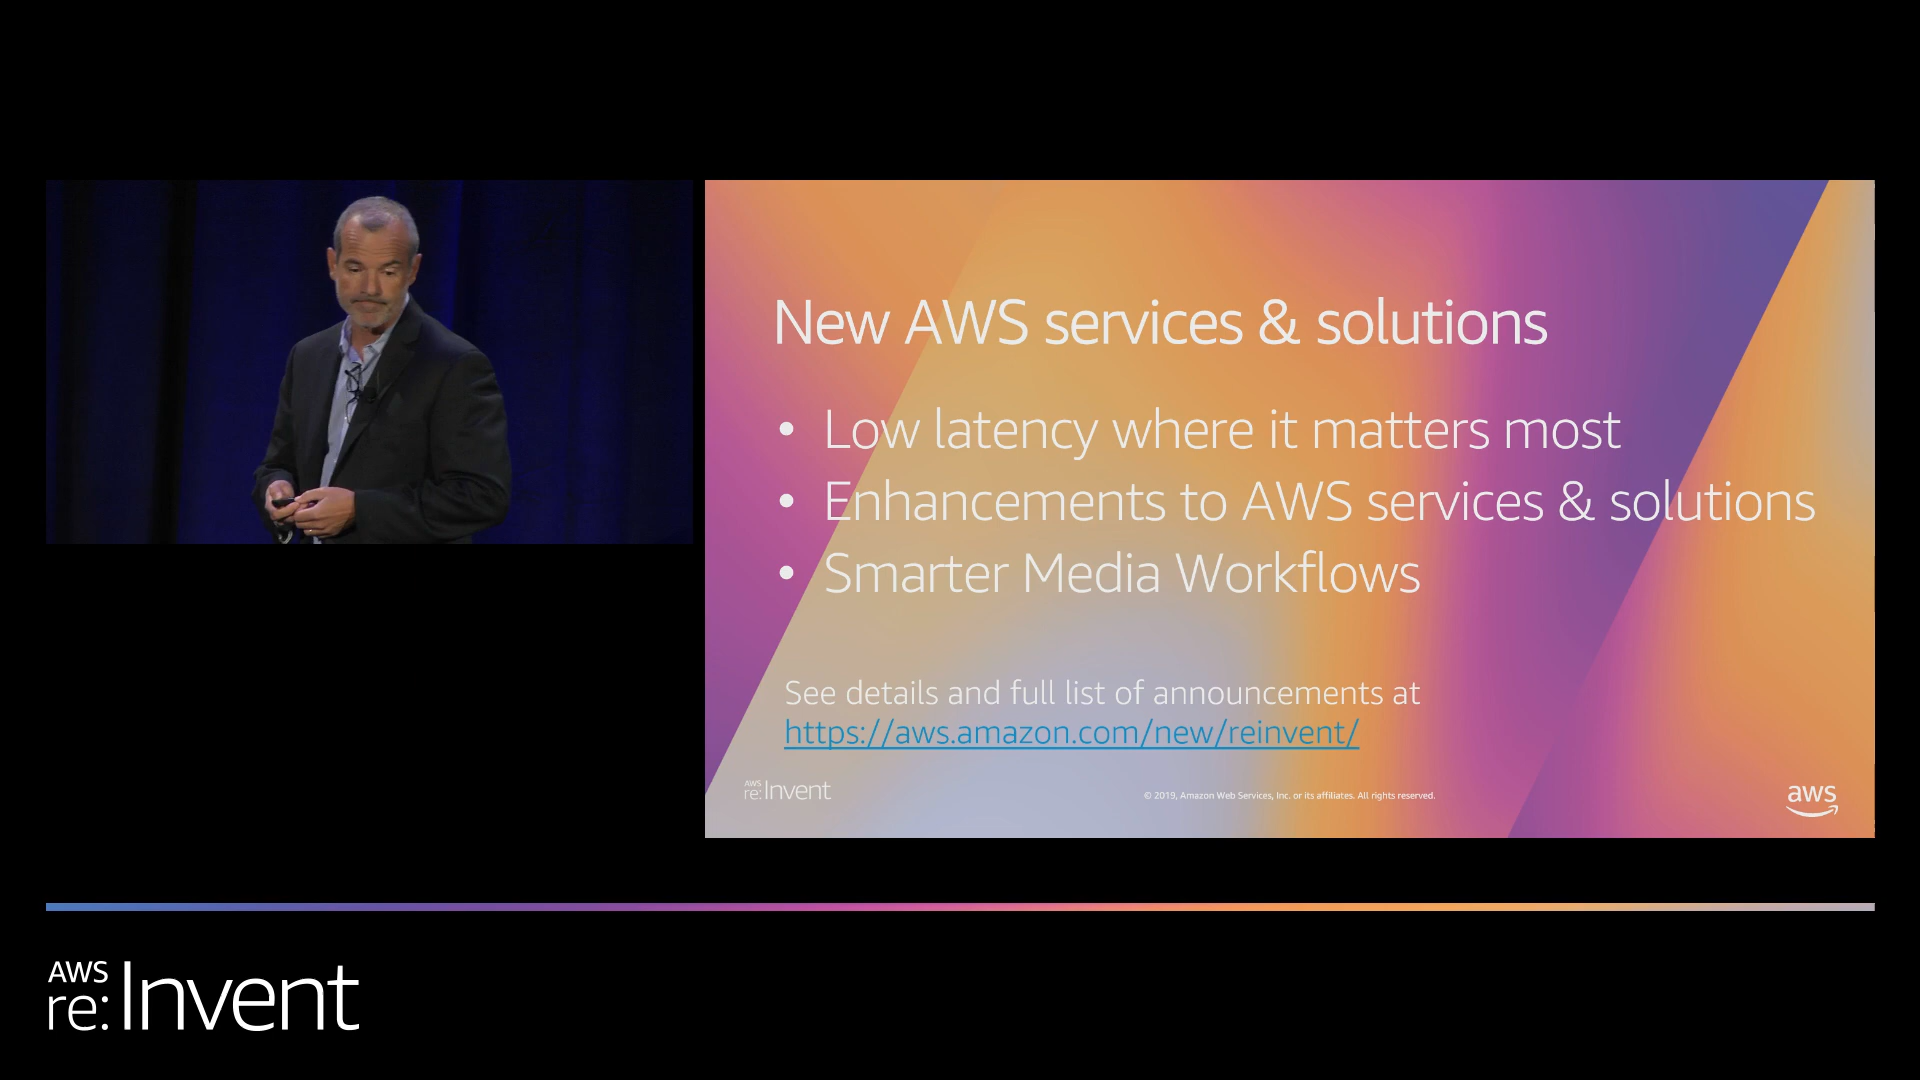 New AWS services & solutions
• Low latency where it matters most
• Enhancements to AWS services & solutions
• Smarter Media Workflows
See details and full list of announcements at
https://aws.amazon.com/new/reinvent/
AWS
re:Invent
© 2019, Amazon Web Services, Inc. or its affiliates. All rights reserved.
aws
AWS
re:Invent